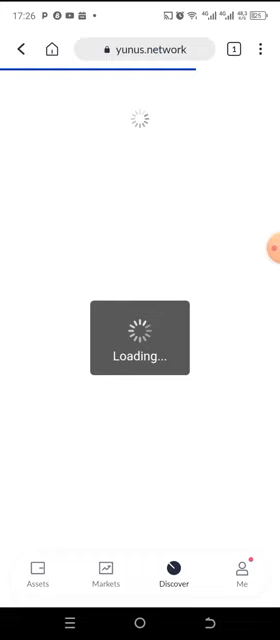 17:26
yunus.network
1
Loading...
Assets Markets Discover Me